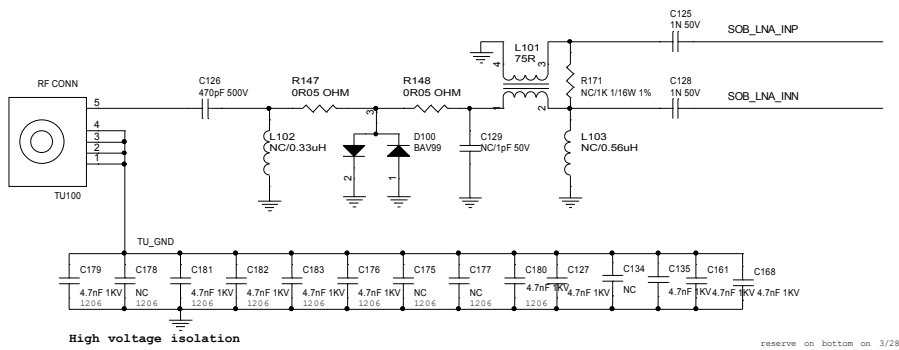 C125
1N 50V
SOB_LNA_INP
L101
75R
4
3
RF CONN
C126
470pF 500V
R147
0R05 OHM
R148
0R05 OHM
R171
NC/1K 1/16W 1%
C128
1N 50V
SOB_LNA_INN
5
4
3
2
1
3
1
2
L102
NC/0.33uH
D100
BAV99
2
1
C129
NC/1pF 50V
L103
NC/0.56uH
TU100
TU_GND
C179
4.7nF 1KV
1206
C178
NC
1206
C181
4.7nF 1KV
1206
C182
4.7nF 1KV
1206
C183
4.7nF 1KV
1206
C176
4.7nF 1KV
1206
C175
NC
1206
C177
NC
1206
C180
4.7nF 1KV
1206
C127
4.7nF 1KV
C134
NC
C135
4.7nF 1KV
C161
4.7nF 1KV
C168
4.7nF 1KV
High voltage isolation
reserve on bottom on 3/28